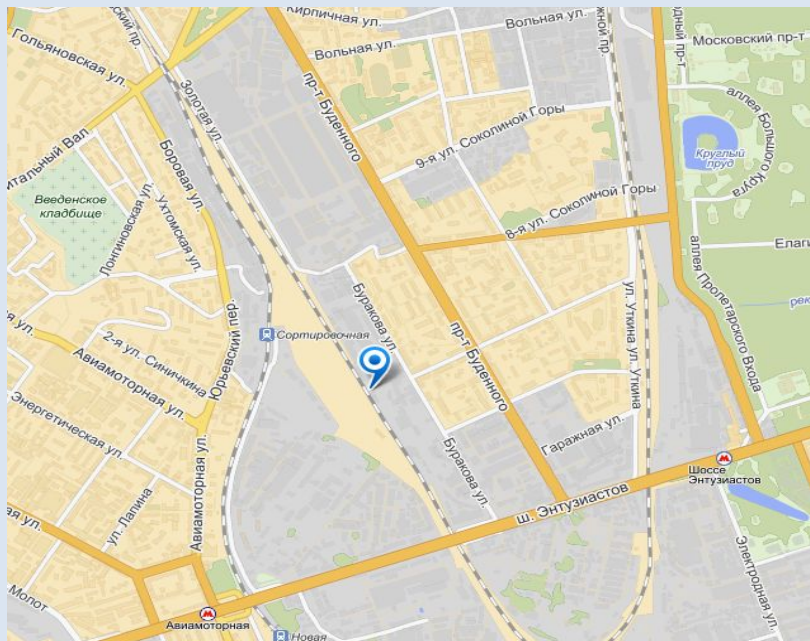 Кирпичная ул.
Вольная ул.
Вольная ул.
Гольяновская ул.
Московский пр-т
пр-т Буденного
Золотая ул.
аллея Большого Круга
9-я ул. Соколиной Горы
Круглый
пруд
Боровая ул.
Введенское
кладбище
Ухтомская ул.
Лонгиновская ул.
8-я ул. Соколиной Горы
аллея Пролетарского Входа
Буракова ул.
ул. Уткина
ул. Уткина
Юрьевский пер.
Сортировочная
2-я ул. Синичкина
пр-т Буденного
Авиамоторная ул.
Энергетическая ул.
Гаражная ул.
Буракова ул.
Авиамоторная ул.
Шоссе
Энтузиастов
ш. Энтузиастов
ул. Лапина
Электродная ул.
Молот
Авиамоторная
Новая